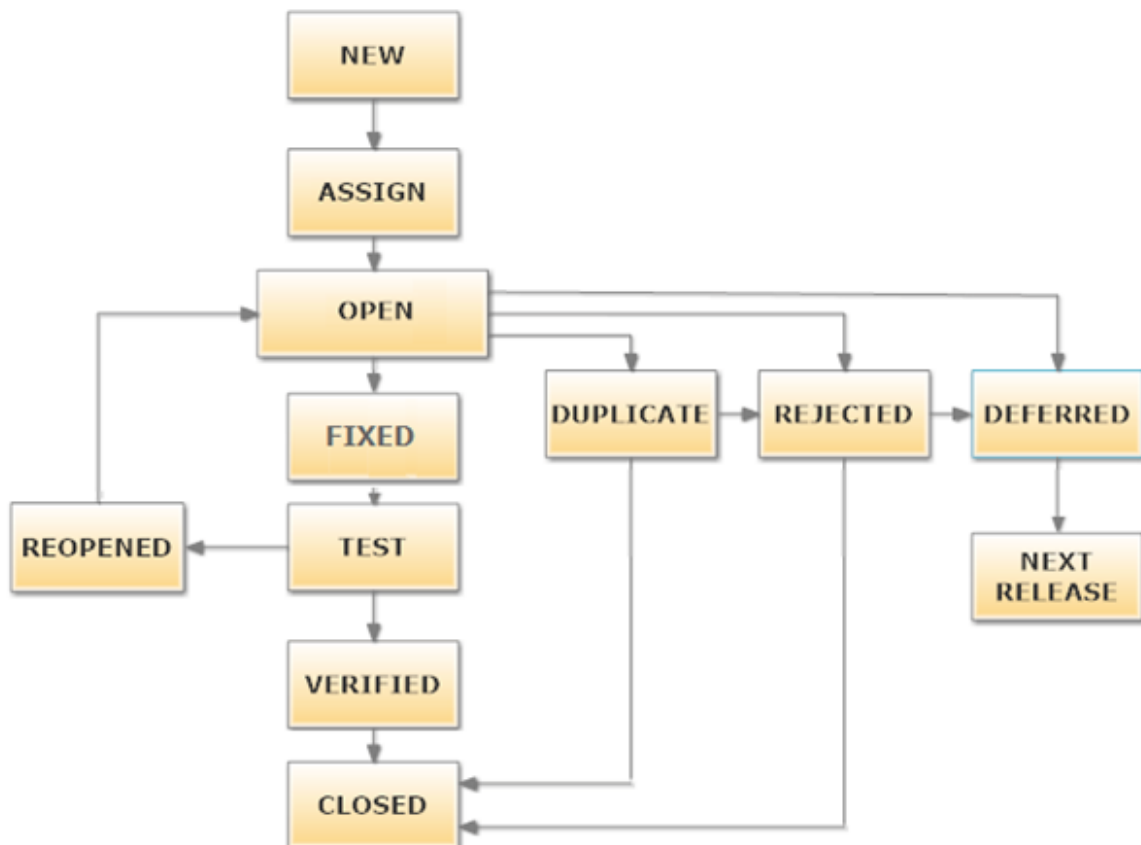 NEW
ASSIGN
OPEN
FIXED
DUPLICATE
REJECTED
DEFERRED
REOPENED
TEST
NEXT
RELEASE
VERIFIED
CLOSED